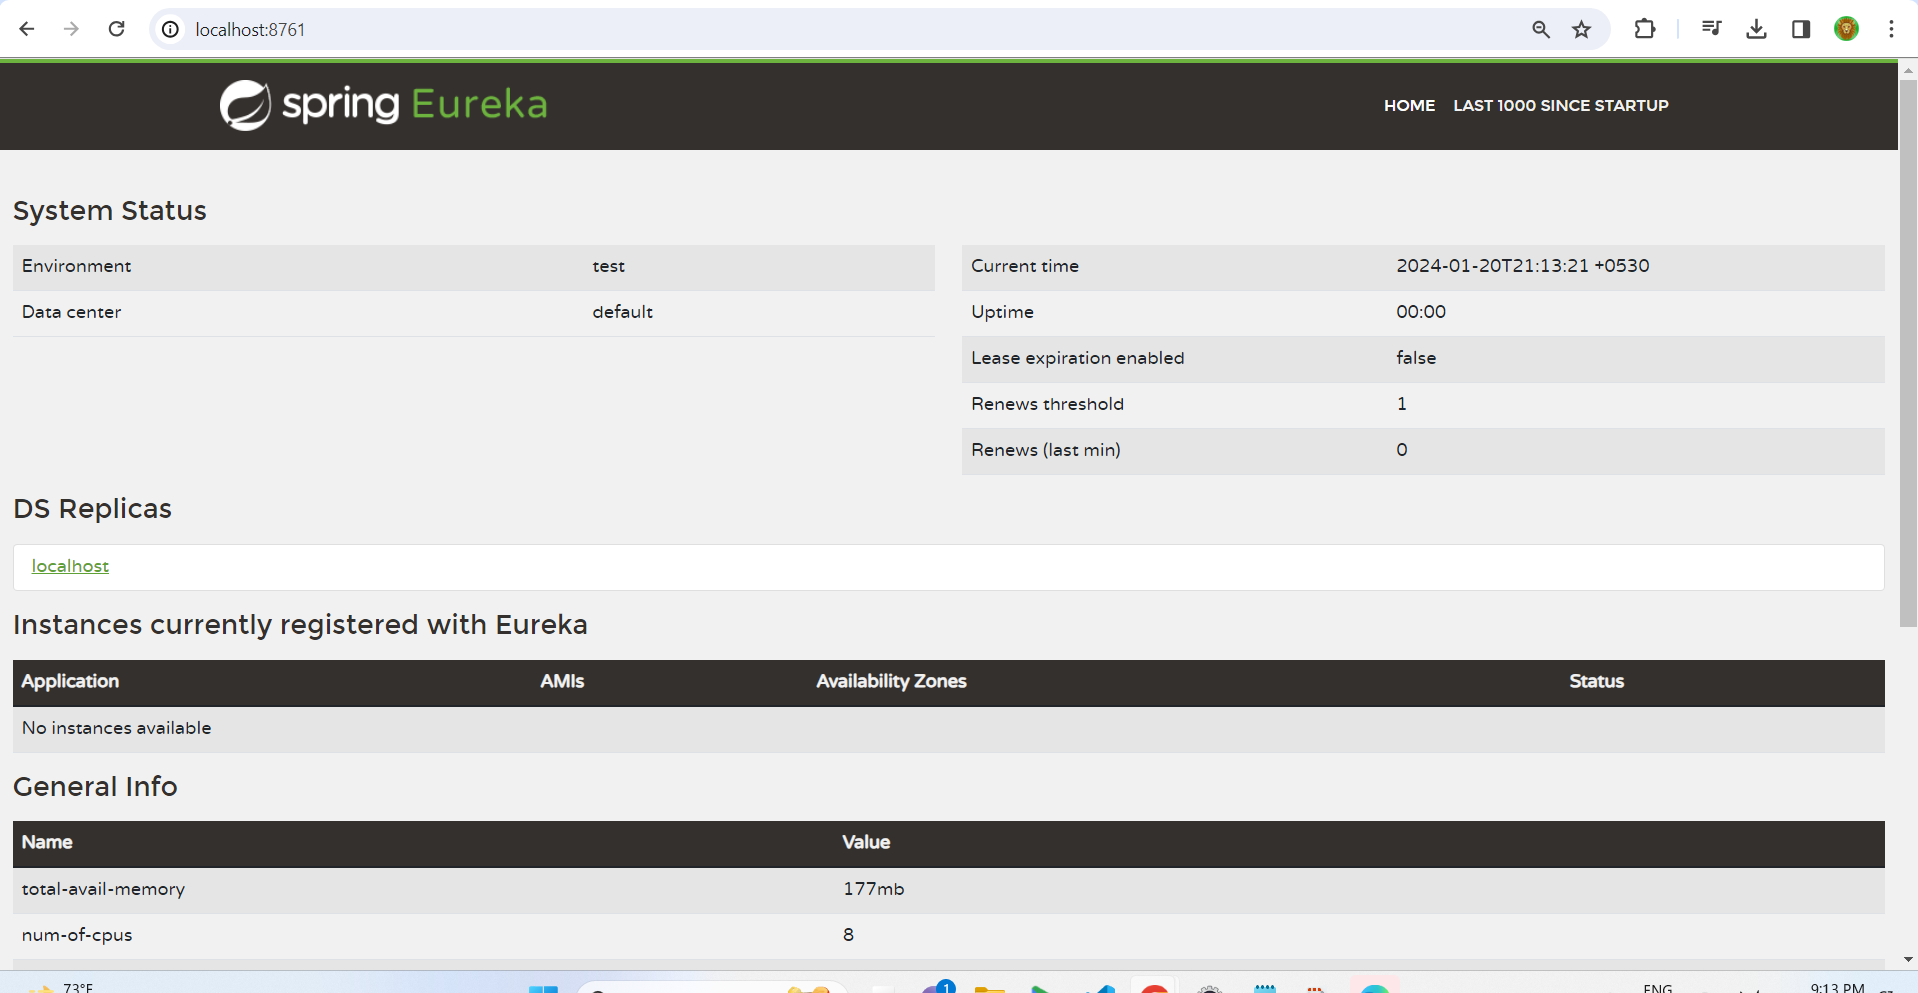 localhost:8761
spring Eureka
HOME LAST 1000 SINCE STARTUP
System Status
Environment test
Data center default
Current time 2024-01-20T21:13:21 +0530
Uptime 00:00
Lease expiration enabled false
Renews threshold 1
Renews (last min) 0
DS Replicas
localhost
Instances currently registered with Eureka
Application AMIs Availability Zones Status
No instances available
General Info
Name Value
total-avail-memory 177mb
num-of-cpus 8
73°F
1
ENG
9:13 PM